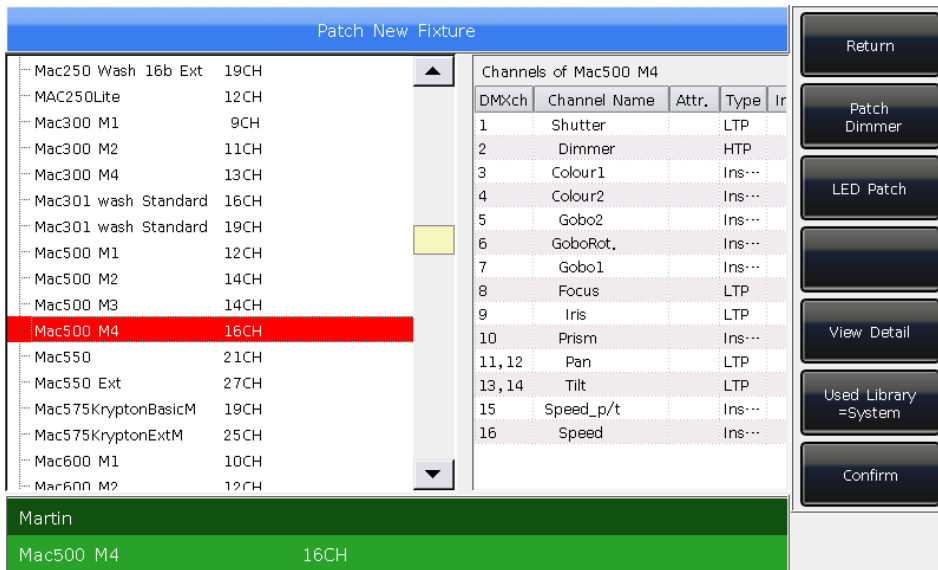 Patch New Fixture
Mac250 Wash 16b Ext 19CH
MAC250Lite 12CH
Mac300 M1 9CH
Mac300 M2 11CH
Mac300 M4 13CH
Mac301 wash Standard 16CH
Mac301 wash Standard 19CH
Mac500 M1 12CH
Mac500 M2 14CH
Mac500 M3 14CH
Mac500 M4 16CH
Mac550 21CH
Mac550 Ext 27CH
Mac575KryptonBasicM 19CH
Mac575KryptonExtM 25CH
Mac600 M1 10CH
Mac600 M2 12CH
Channels of Mac500 M4
DMXch Channel Name Attr. Type Ir
1 Shutter LTP
2 Dimmer HTP
3 Colour1 Ins···
4 Colour2 Ins···
5 Gobo2 Ins···
6 GoboRot. Ins···
7 Gobo1 Ins···
8 Focus LTP
9 Iris LTP
10 Prism Ins···
11,12 Pan LTP
13,14 Tilt LTP
15 Speed_p/t Ins···
16 Speed Ins···
Martin
Mac500 M4 16CH
Return
Patch
Dimmer
LED Patch
View Detail
Used Library
=System
Confirm